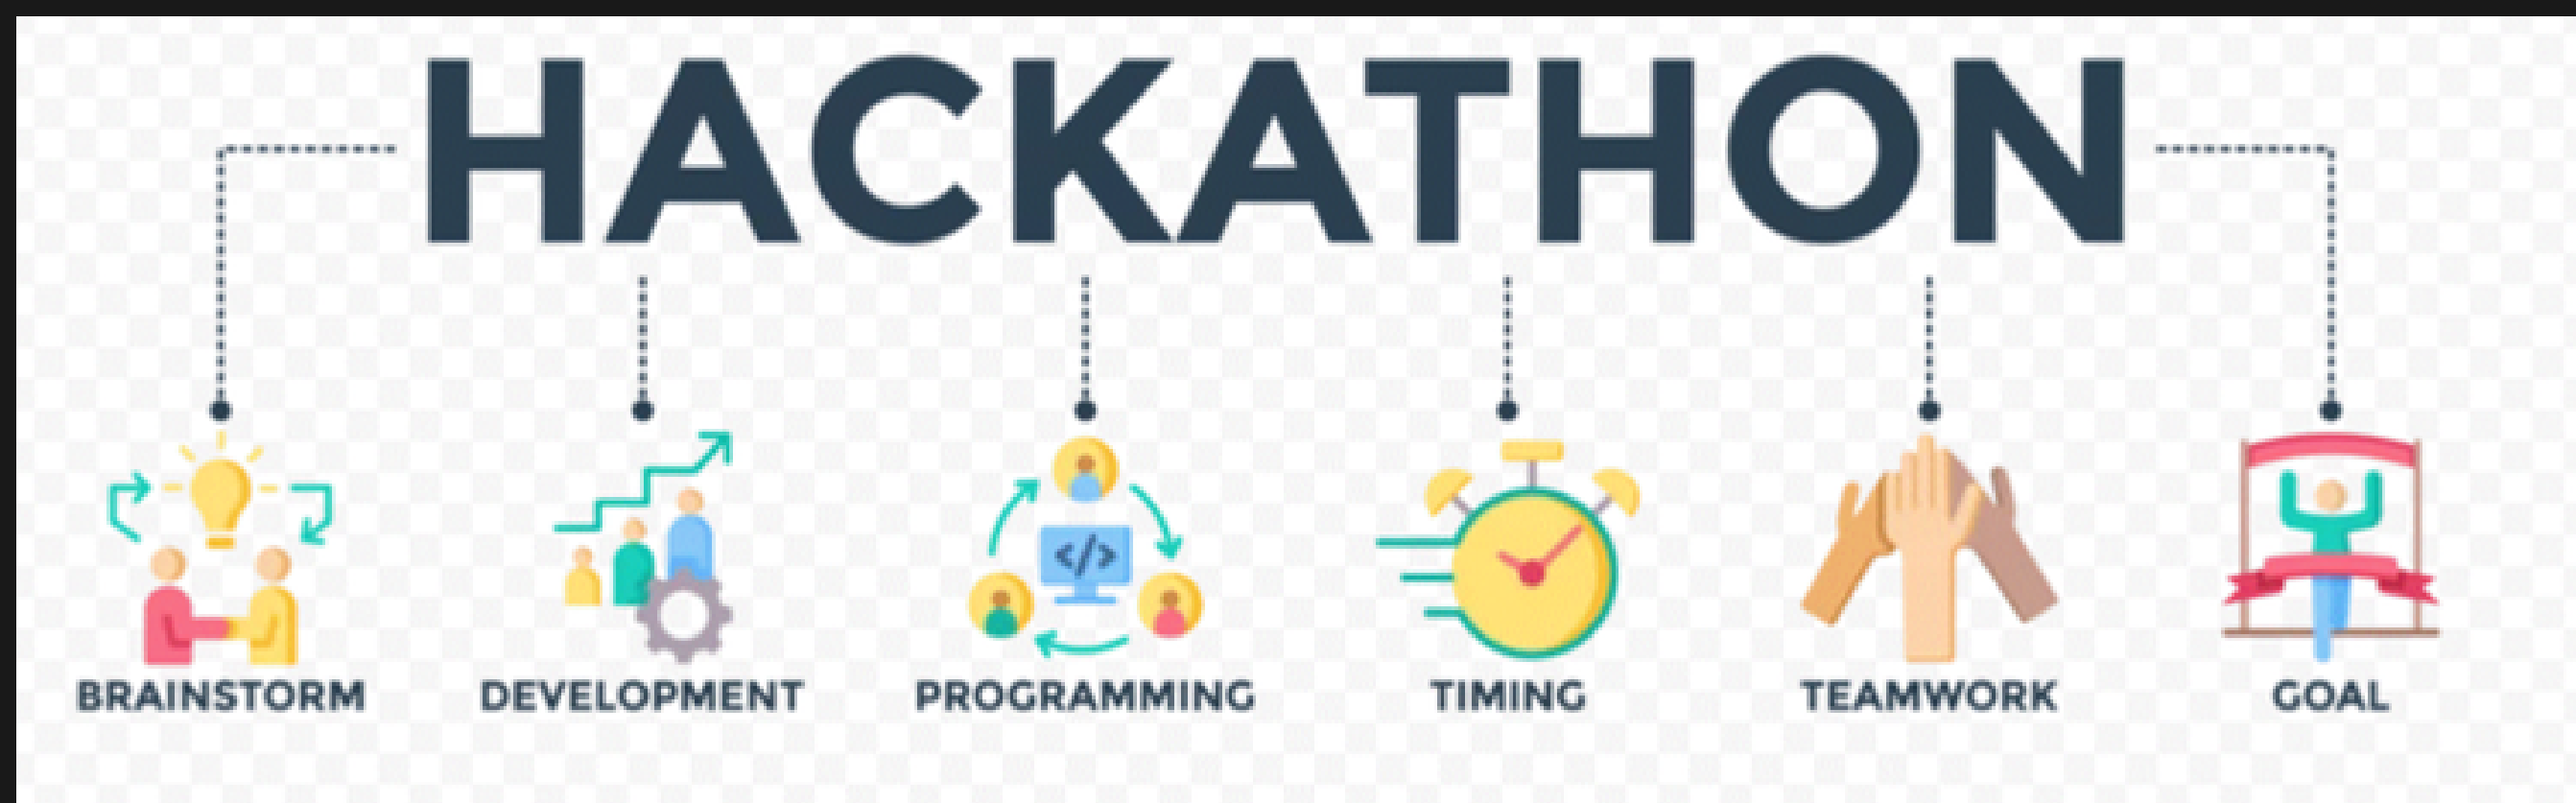 HACKATHON
BRAINSTORM
DEVELOPMENT
</>
PROGRAMMING
TIMING
TEAMWORK
GOAL